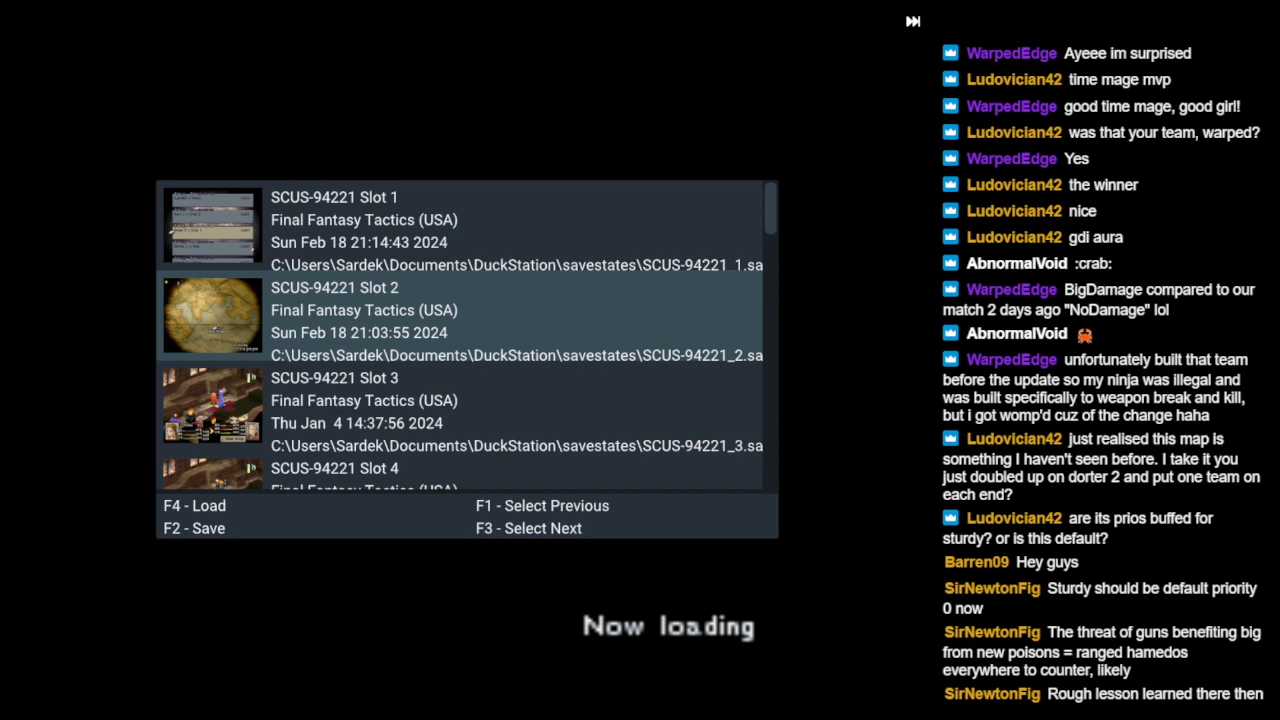 SCUS-94221 Slot 1
Final Fantasy Tactics (USA)
Sun Feb 18 21:14:43 2024
C:\Users\Sardek\Documents\DuckStation\savestates\SCUS-94221_1.sa
SCUS-94221 Slot 2
Final Fantasy Tactics (USA)
Sun Feb 18 21:03:55 2024
C:\Users\Sardek\Documents\DuckStation\savestates\SCUS-94221_2.sa
SCUS-94221 Slot 3
Final Fantasy Tactics (USA)
Thu Jan 4 14:37:56 2024
C:\Users\Sardek\Documents\DuckStation\savestates\SCUS-94221_3.sa
SCUS-94221 Slot 4
Final Fantasy Tactics (USA)
F4 - Load
F1 - Select Previous
F2 - Save
F3 - Select Next
Now loading
WarpedEdge Ayeee im surprised
Ludovician42 time mage mvp
WarpedEdge good time mage, good girl!
Ludovician42 was that your team, warped?
WarpedEdge Yes
Ludovician42 the winner
Ludovician42 nice
Ludovician42 gdi aura
AbnormalVoid :crab:
WarpedEdge BigDamage compared to our
match 2 days ago "NoDamage" lol
AbnormalVoid 🦀
WarpedEdge unfortunately built that team
before the update so my ninja was illegal and
was built specifically to weapon break and kill,
but i got womp'd cuz of the change haha
Ludovician42 just realised this map is
something I haven't seen before. I take it you
just doubled up on dorter 2 and put one team on
each end?
Ludovician42 are its prios buffed for
sturdy? or is this default?
Barren09 Hey guys
SirNewtonFig Sturdy should be default priority
0 now
SirNewtonFig The threat of guns benefiting big
from new poisons = ranged hamedos
everywhere to counter, likely
SirNewtonFig Rough lesson learned there then